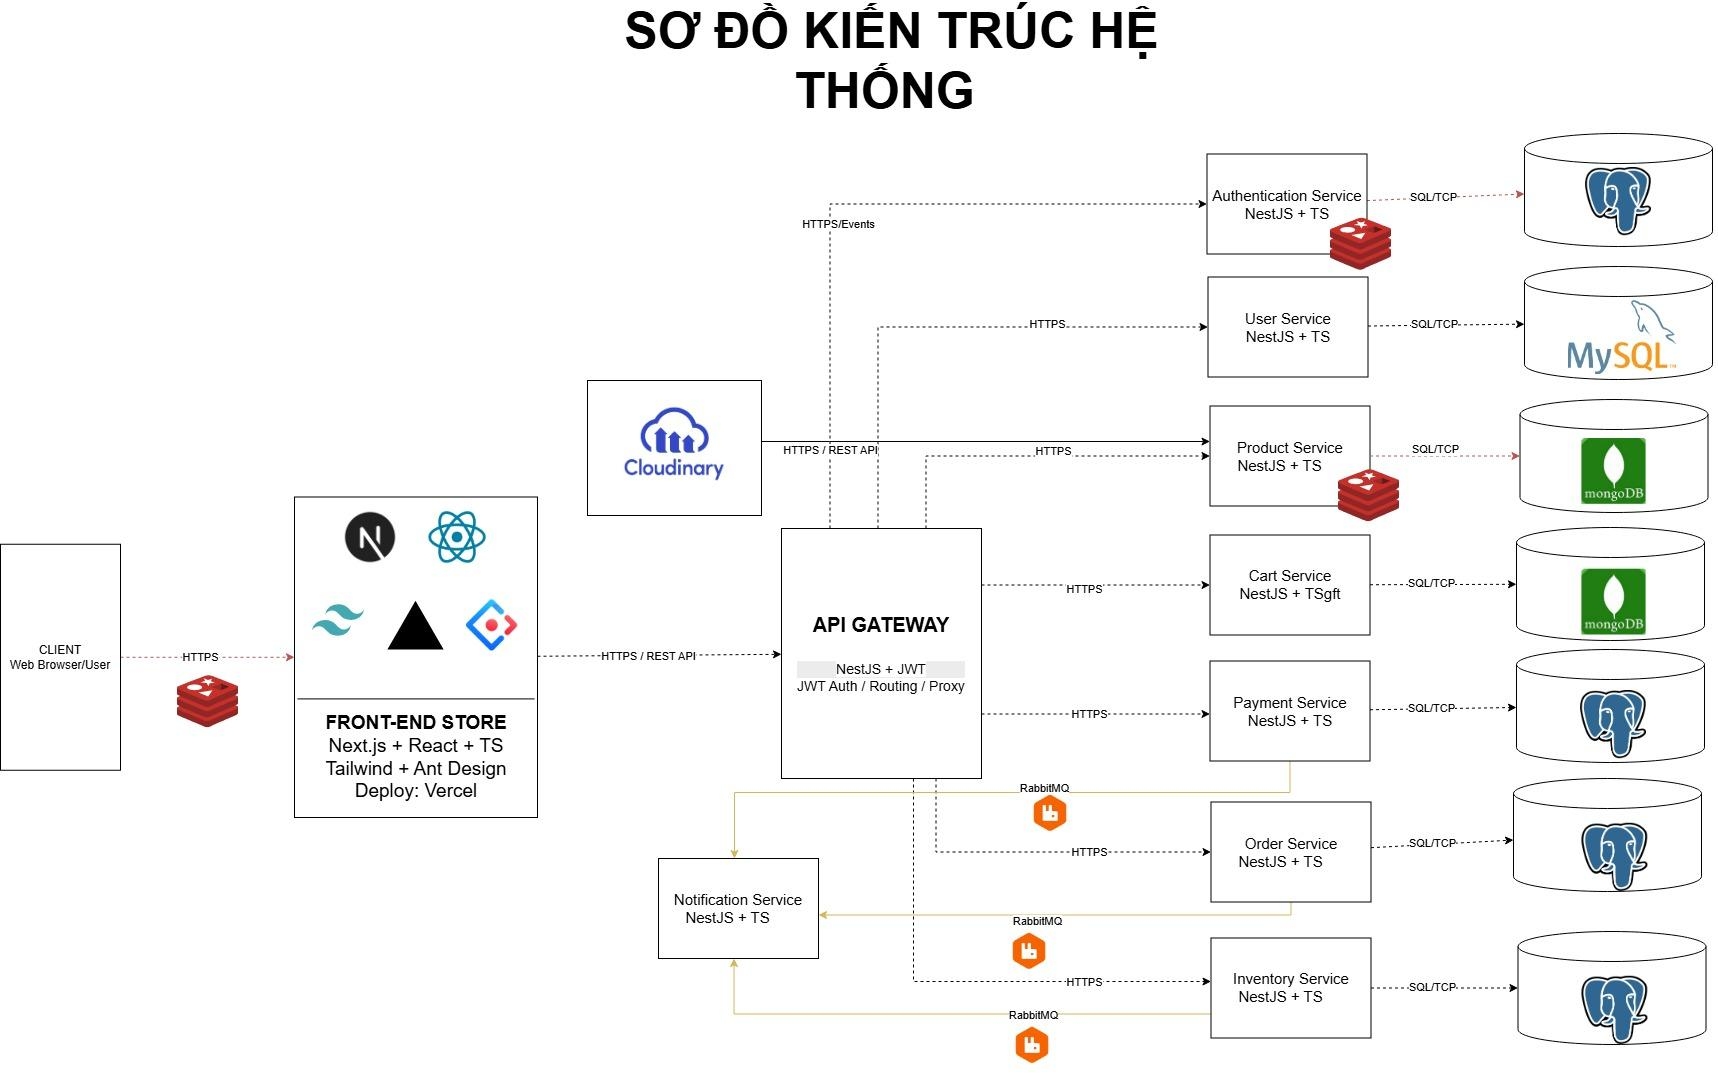 SƠ ĐỒ KIẾN TRÚC HỆ
THỐNG
Authentication Service
NestJS + TS
SQL/TCP
HTTPS/Events
User Service
NestJS + TS
HTTPS
SQL/TCP
MySQL
TM
Cloudinary
HTTPS / REST API
HTTPS
Product Service
NestJS + TS
SQL/TCP
mongoDB
HTTPS
Cart Service
NestJS + TSgft
SQL/TCP
mongoDB
CLIENT
Web Browser/User
HTTPS
FRONT-END STORE
Next.js + React + TS
Tailwind + Ant Design
Deploy: Vercel
HTTPS / REST API
API GATEWAY
NestJS + JWT
JWT Auth / Routing / Proxy
HTTPS
Payment Service
NestJS + TS
SQL/TCP
RabbitMQ
HTTPS
Order Service
NestJS + TS
SQL/TCP
Notification Service
NestJS + TS
RabbitMQ
HTTPS
Inventory Service
NestJS + TS
SQL/TCP
RabbitMQ